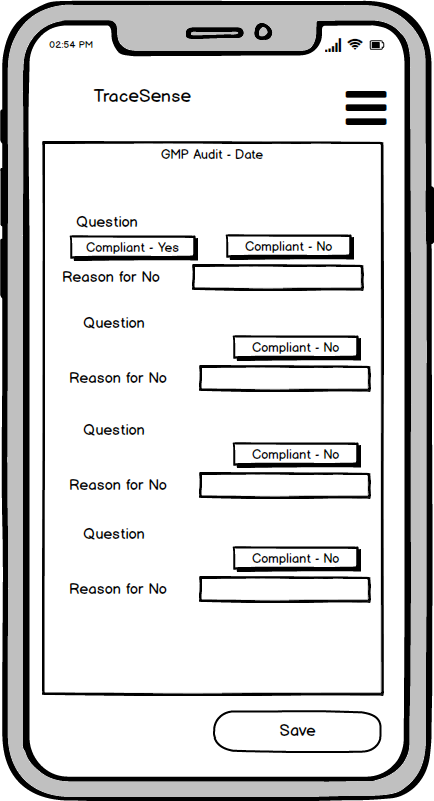 02:54 PM
TraceSense
GMP Audit - Date
Question
Compliant - Yes Compliant - No
Reason for No
Question
Compliant - No
Reason for No
Question
Compliant - No
Reason for No
Question
Compliant - No
Reason for No
Save